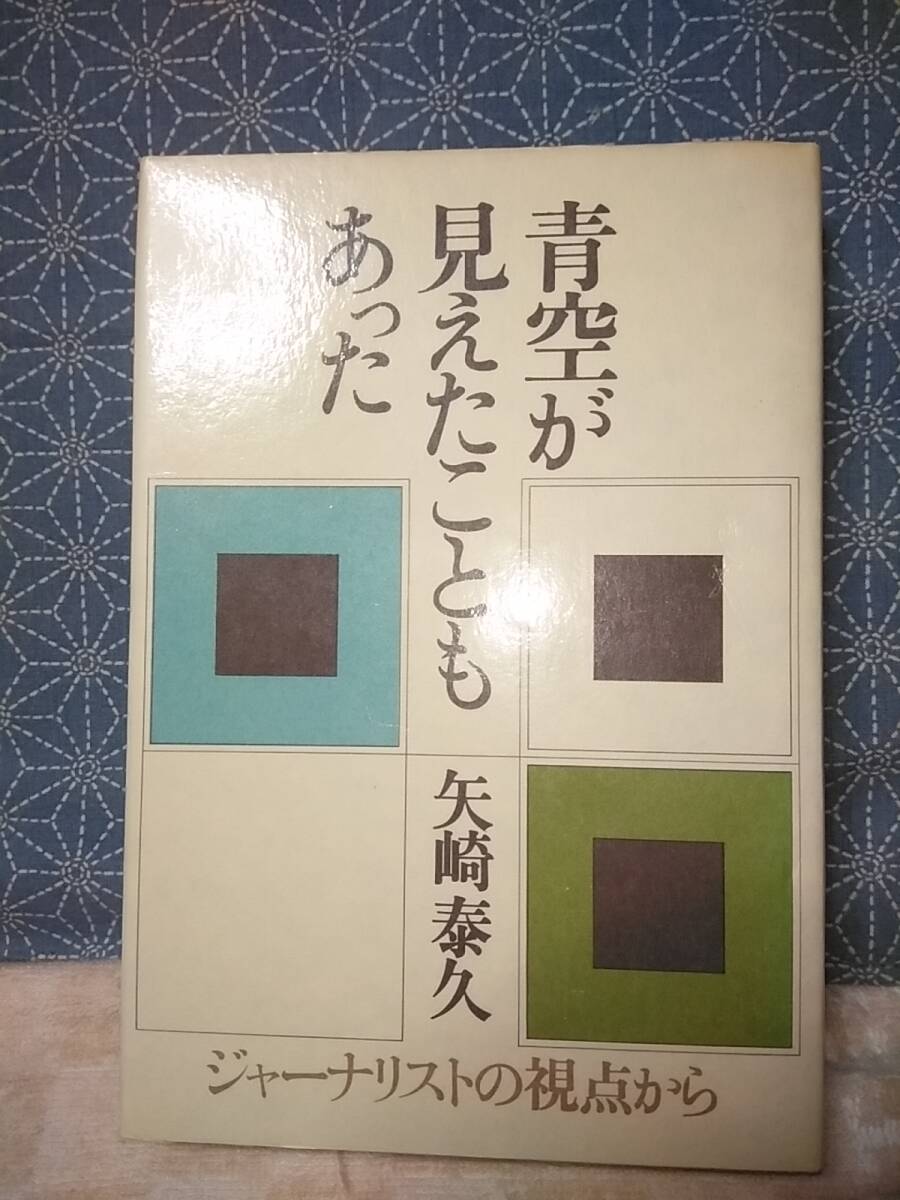 青空が
見えたことも
あった
矢崎泰久
ジャーナリストの視点から